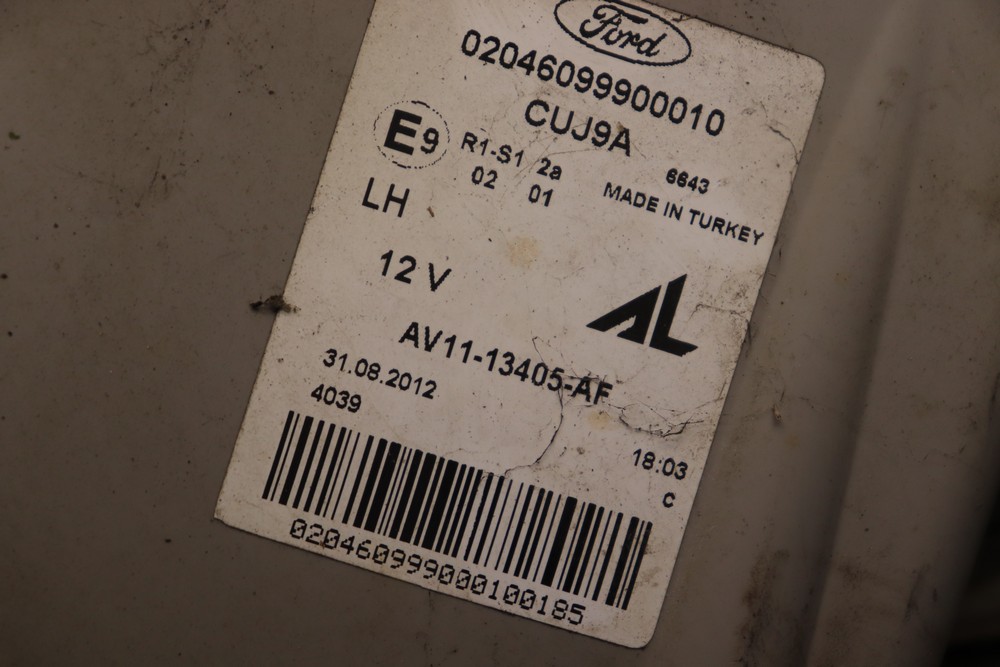 Ford
02046099900010
CUJ9A
E9 R1-S1 2a 6643
02 01 MADE IN TURKEY
LH
12 V
AL
AV11-13405-AF
31.08.2012
4039
18:03
C
020460999000100185